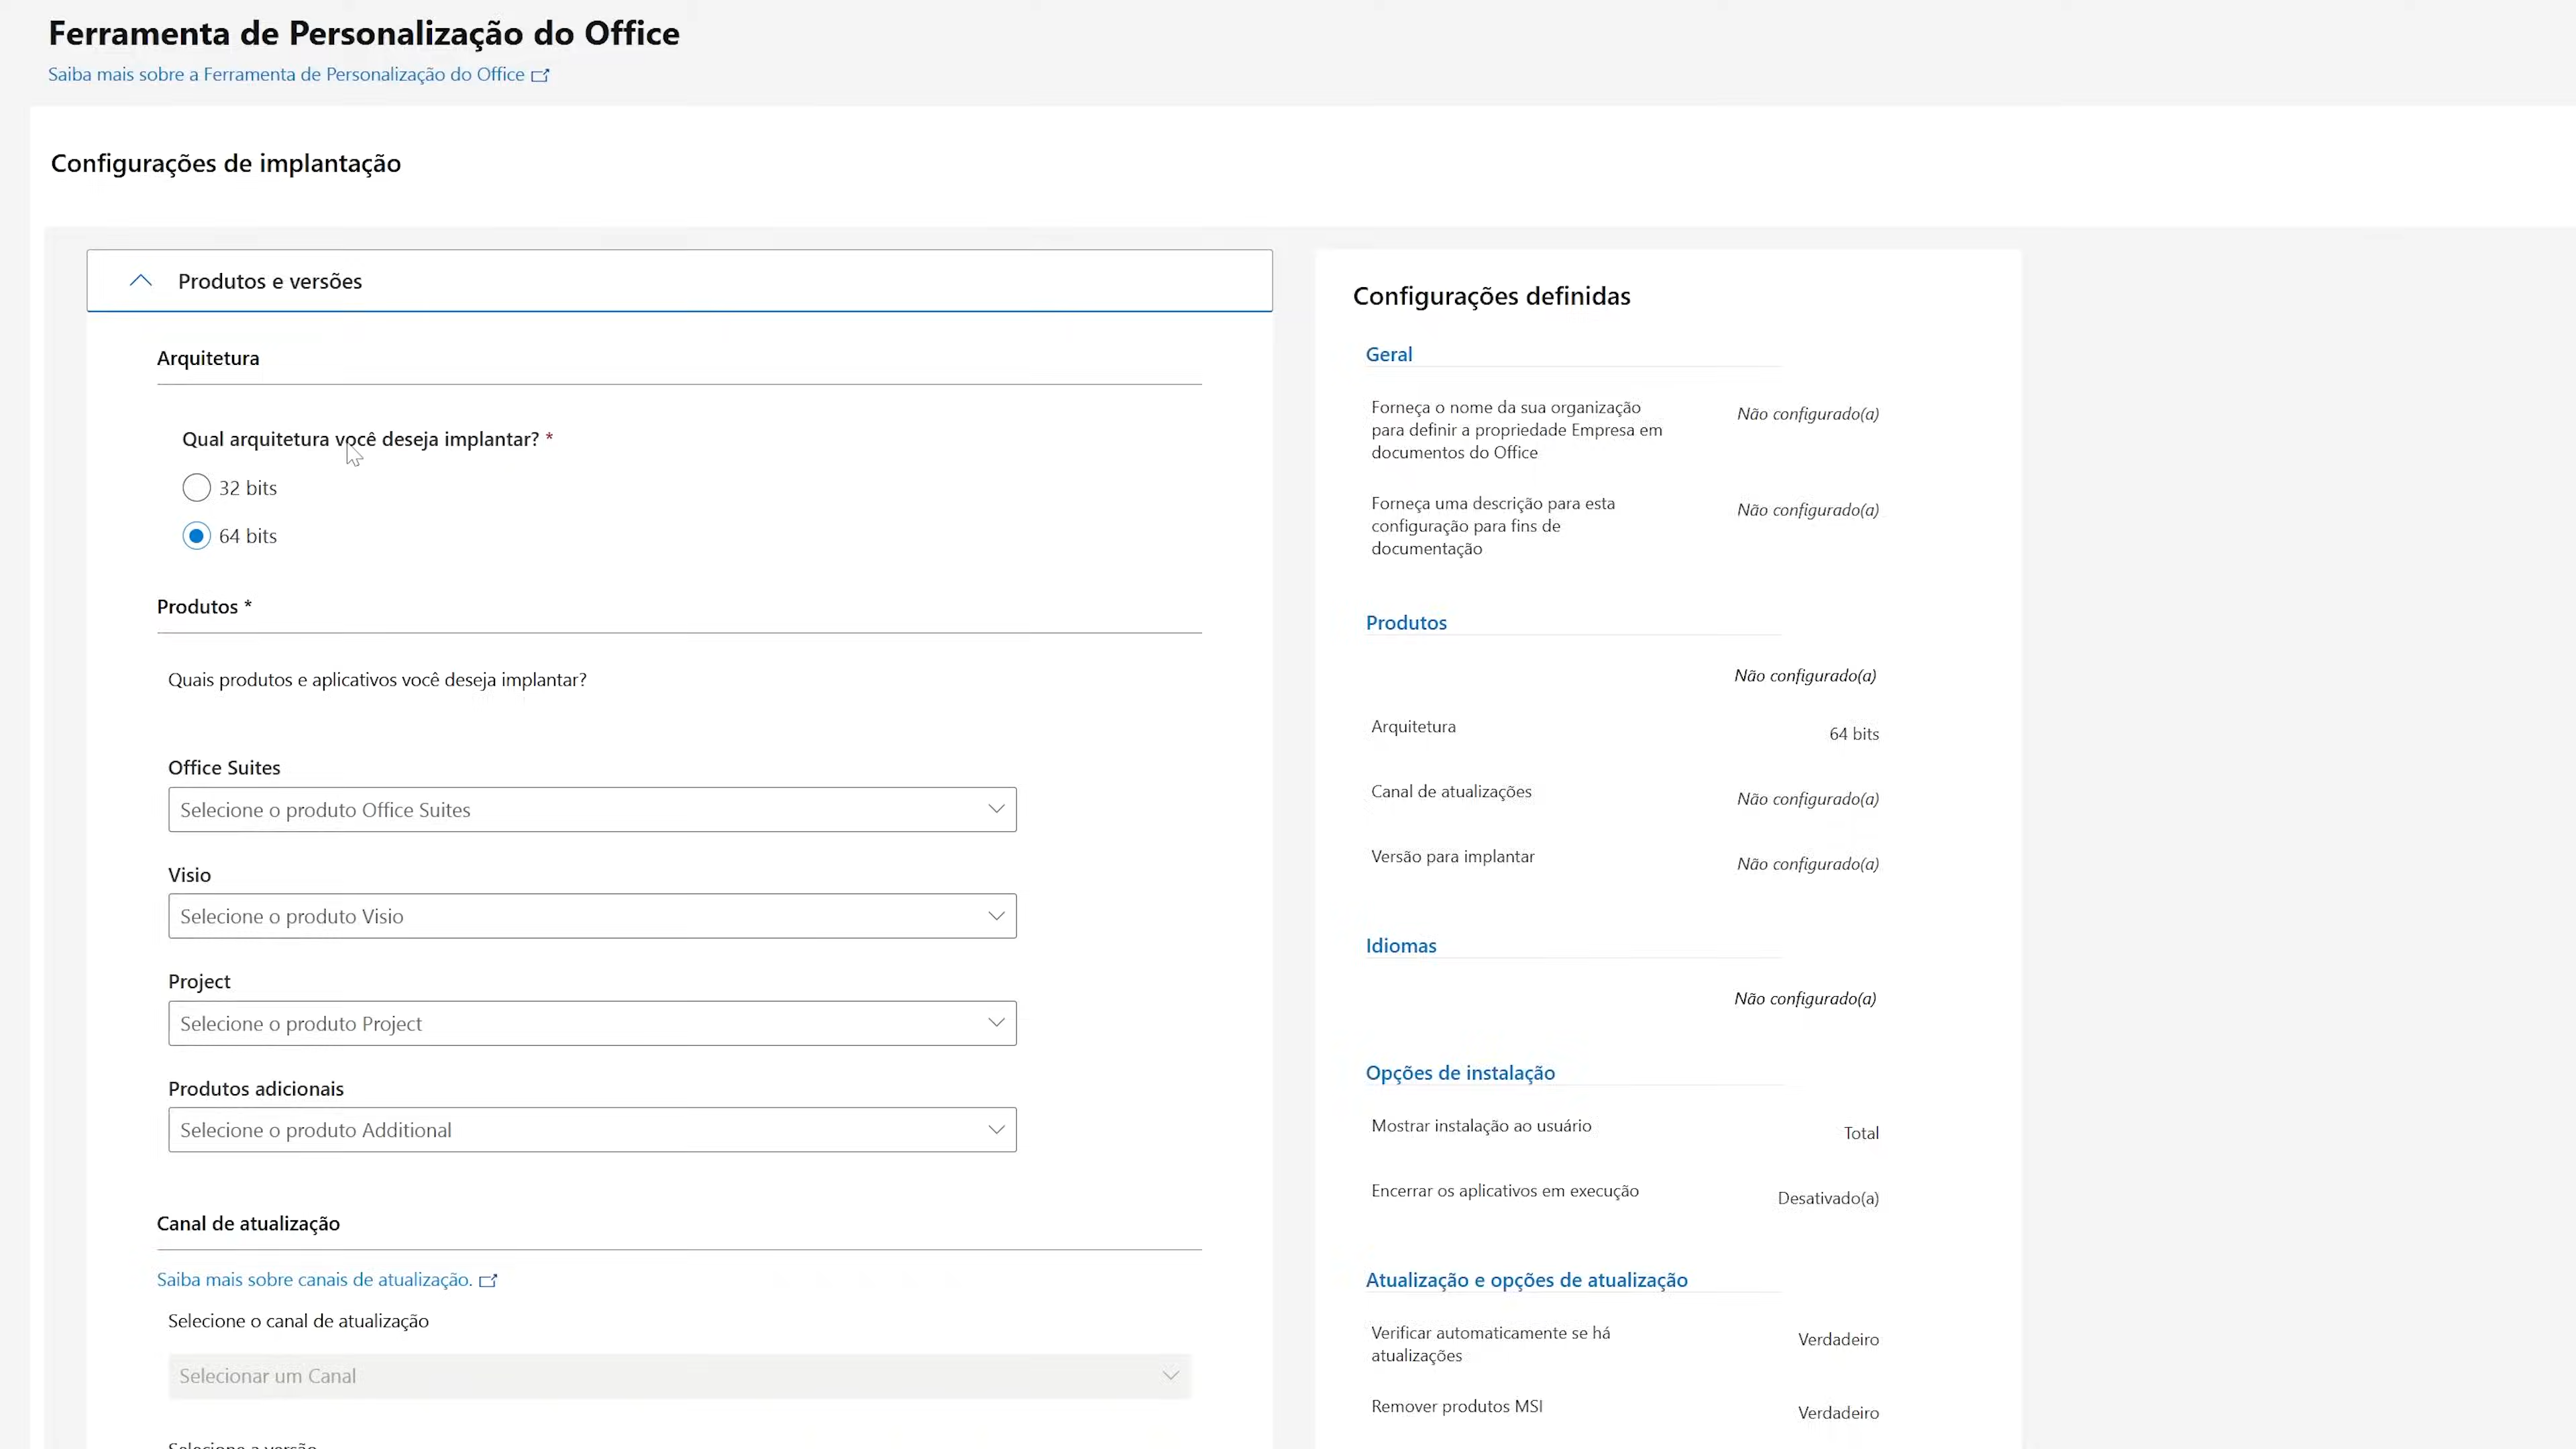 Ferramenta de Personalização do Office
Saiba mais sobre a Ferramenta de Personalização do Office
Configurações de implantação
Produtos e versões
Arquitetura
Qual arquitetura você deseja implantar? *
32 bits
64 bits
Produtos *
Quais produtos e aplicativos você deseja implantar?
Office Suites
Selecione o produto Office Suites
Visio
Selecione o produto Visio
Project
Selecione o produto Project
Produtos adicionais
Selecione o produto Additional
Canal de atualização
Saiba mais sobre canais de atualização.
Selecione o canal de atualização
Selecionar um Canal
Selecione a versão
Configurações definidas
Geral
Forneça o nome da sua organização
para definir a propriedade Empresa em
documentos do Office
Não configurado(a)
Forneça uma descrição para esta
configuração para fins de
documentação
Não configurado(a)
Produtos
Não configurado(a)
Arquitetura
64 bits
Canal de atualizações
Não configurado(a)
Versão para implantar
Não configurado(a)
Idiomas
Não configurado(a)
Opções de instalação
Mostrar instalação ao usuário
Total
Encerrar os aplicativos em execução
Desativado(a)
Atualização e opções de atualização
Verificar automaticamente se há
atualizações
Verdadeiro
Remover produtos MSI
Verdadeiro